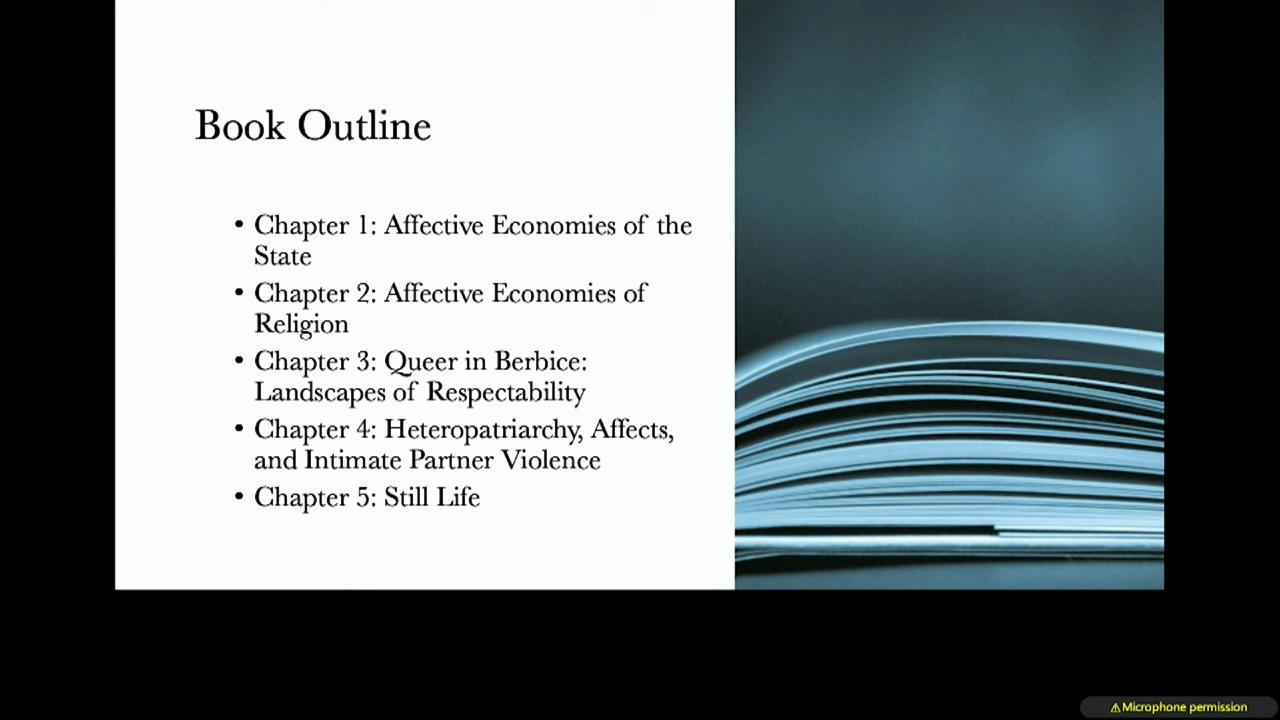 Book Outline
• Chapter 1: Affective Economies of the
State
• Chapter 2: Affective Economies of
Religion
• Chapter 3: Queer in Berbice:
Landscapes of Respectability
• Chapter 4: Heteropatriarchy, Affects,
and Intimate Partner Violence
• Chapter 5: Still Life
⚠Microphone permission